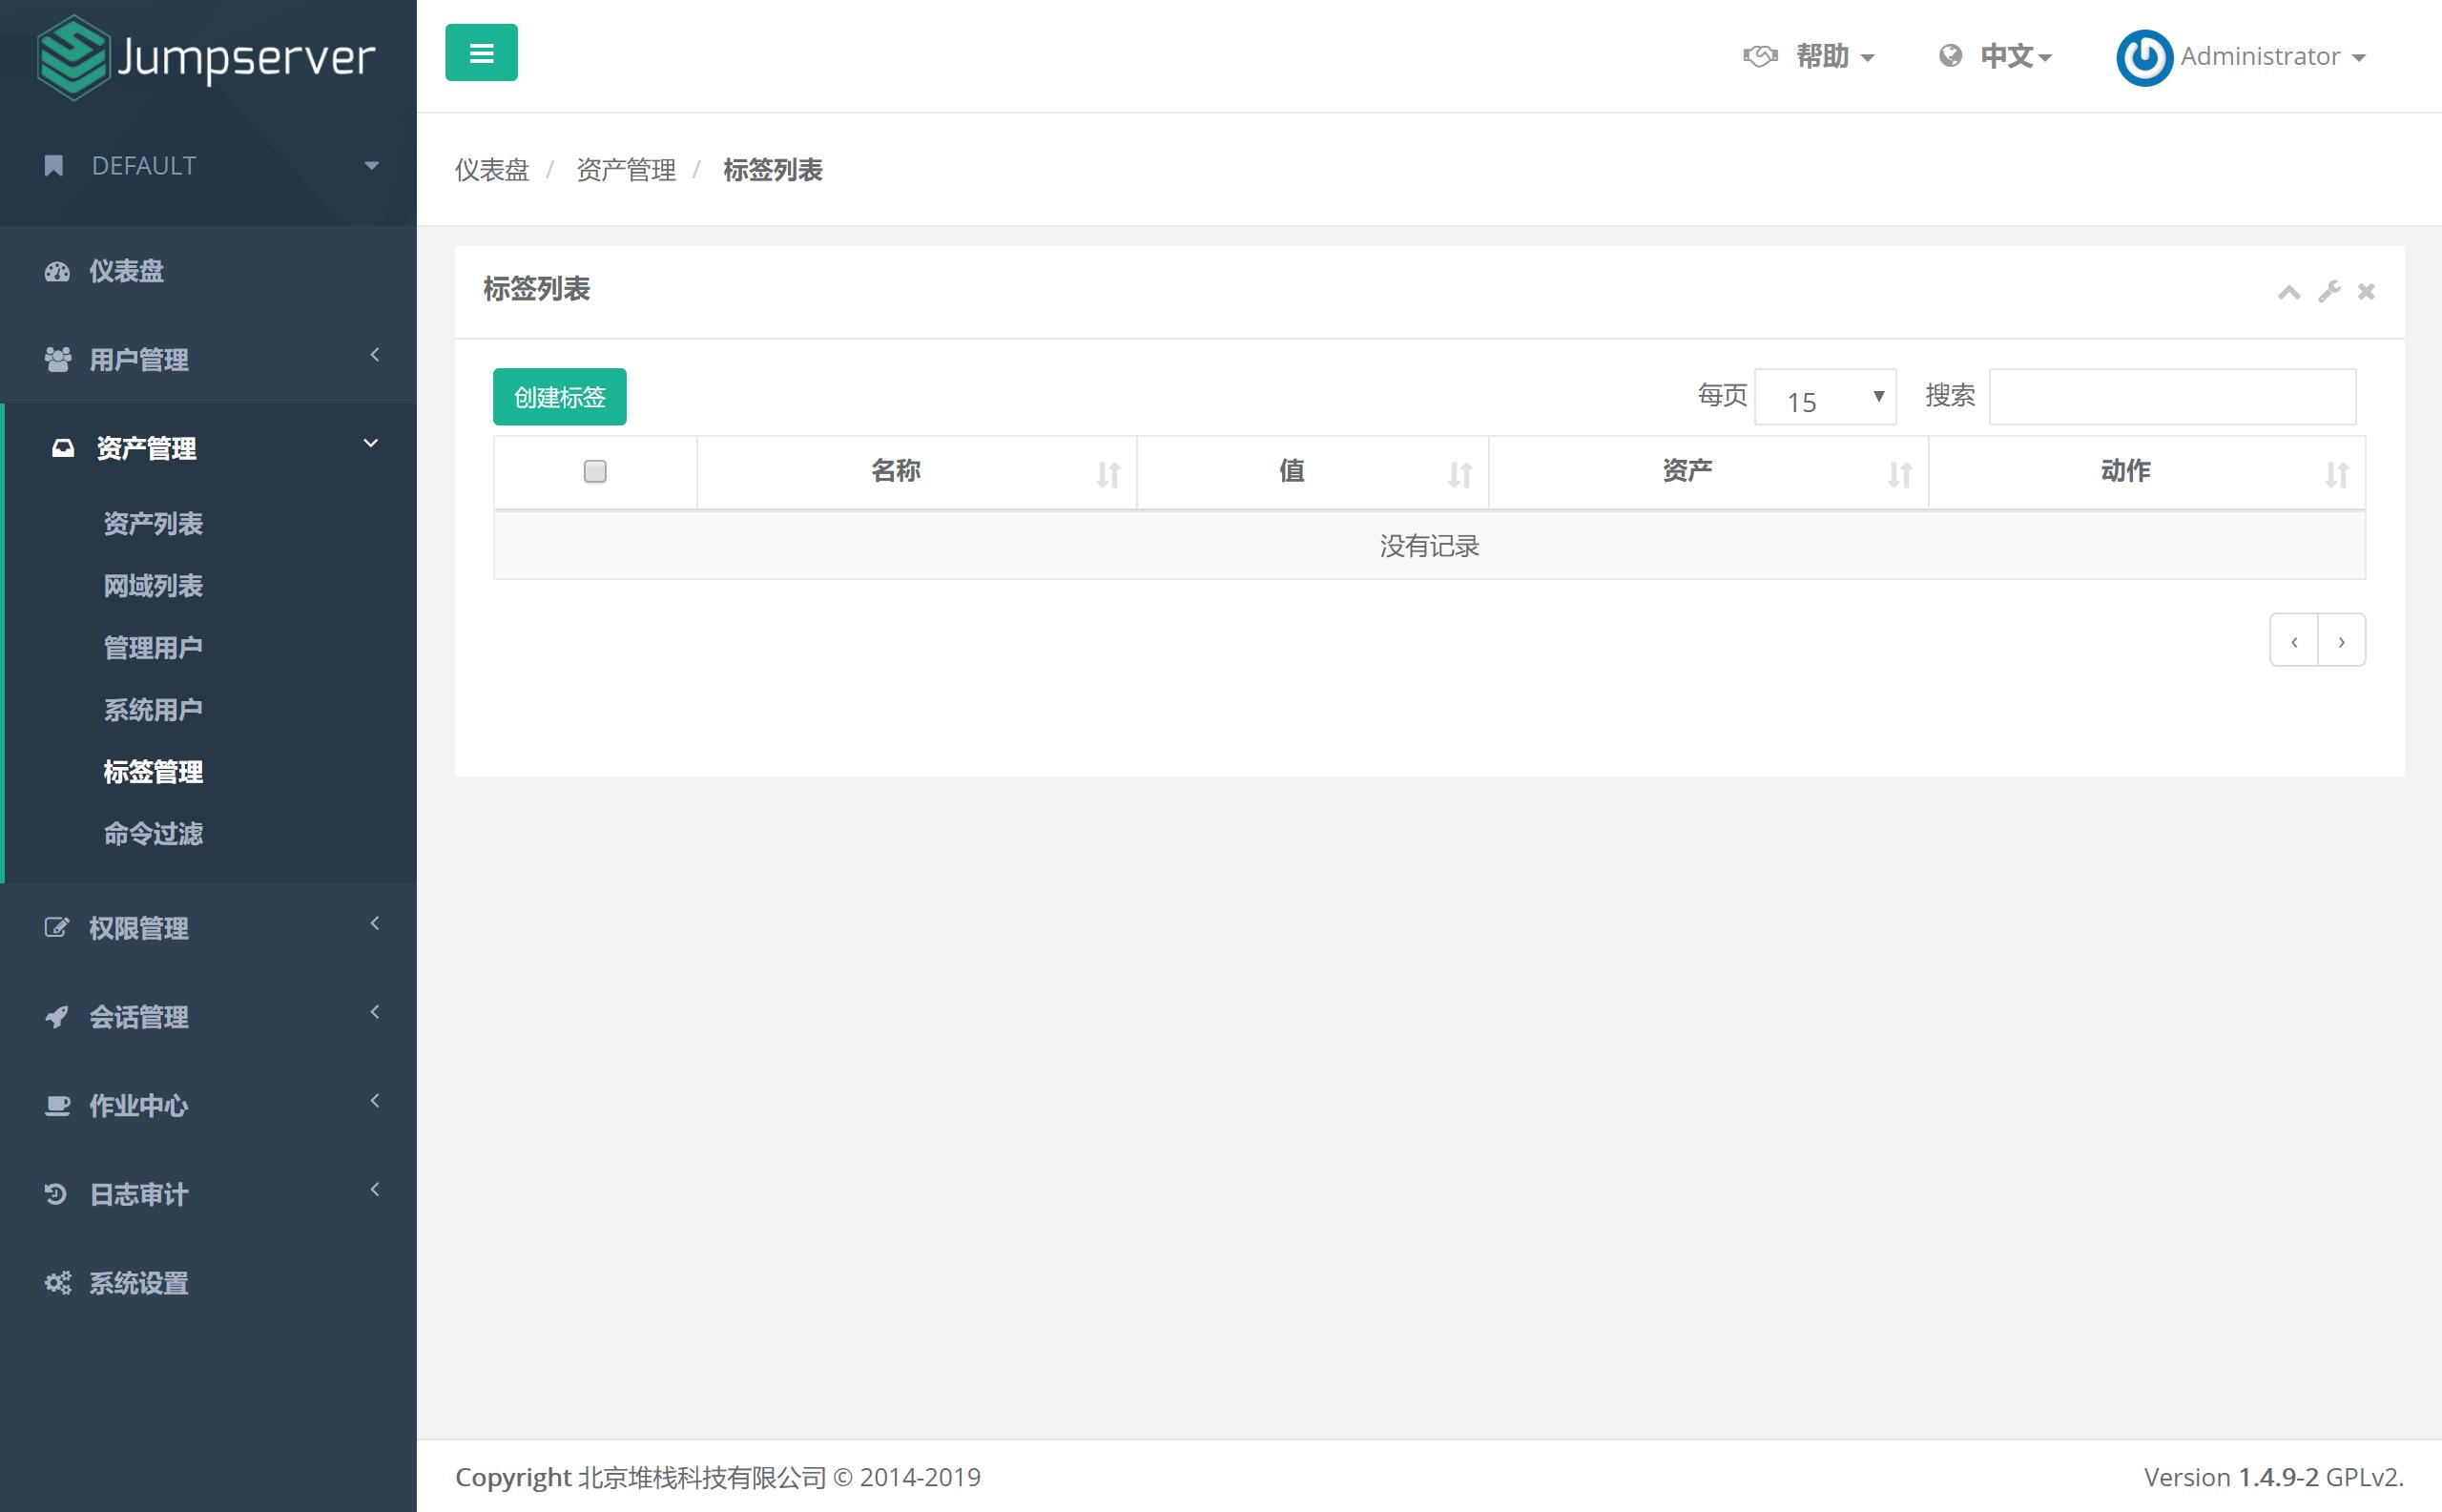 Jumpserver
帮助
中文
Administrator
DEFAULT
仪表盘 / 资产管理 / 标签列表
仪表盘
用户管理
资产管理
资产列表
网域列表
管理用户
系统用户
标签管理
命令过滤
权限管理
会话管理
作业中心
日志审计
系统设置
标签列表
创建标签
每页 15 搜索
名称 值 资产 动作
没有记录
‹ ›
Copyright 北京堆栈科技有限公司 © 2014-2019
Version 1.4.9-2 GPLv2.